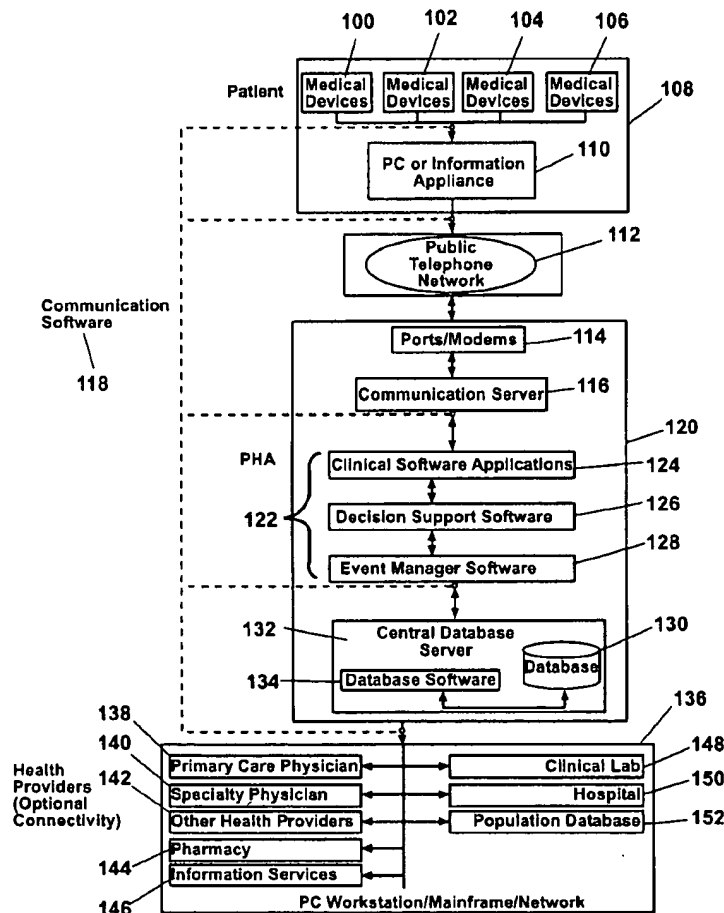 100
102
104
106
Patient
Medical
Devices
Medical
Devices
Medical
Devices
Medical
Devices
108
110
PC or Information
Appliance
112
Public
Telephone
Network
Communication
Software
118
Ports/Modems
114
Communication Server
116
120
PHA
122
Clinical Software Applications
124
Decision Support Software
126
Event Manager Software
128
132
Central Database
Server
130
Database
134
Database Software
136
138
Primary Care Physician
Clinical Lab
148
140
Health
Providers
(Optional
Connectivity)
Specialty Physician
Hospital
150
142
Other Health Providers
Population Database
152
144
Pharmacy
146
Information Services
PC Workstation/Mainframe/Network